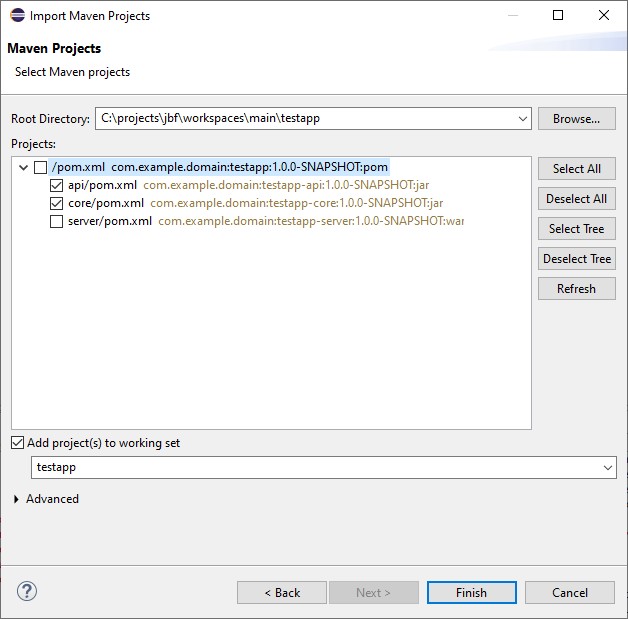 Import Maven Projects
Maven Projects
Select Maven projects
Root Directory: C:\projects\jbf\workspaces\main\testapp Browse...
Projects:
/pom.xml com.example.domain:testapp:1.0.0-SNAPSHOT:pom
api/pom.xml com.example.domain:testapp-api:1.0.0-SNAPSHOT:jar
core/pom.xml com.example.domain:testapp-core:1.0.0-SNAPSHOT:jar
server/pom.xml com.example.domain:testapp-server:1.0.0-SNAPSHOT:war
Select All
Deselect All
Select Tree
Deselect Tree
Refresh
Add project(s) to working set
testapp
Advanced
? < Back Next > Finish Cancel